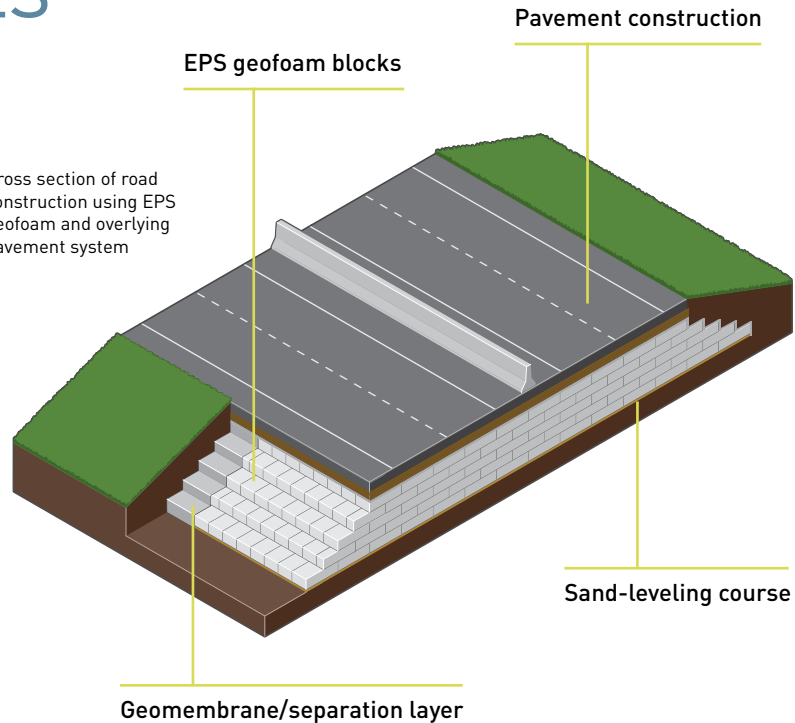 Pavement construction
EPS geofoam blocks
ross section of road
onstruction using EPS
eofoam and overlying
avement system
Sand-leveling course
Geomembrane/separation layer